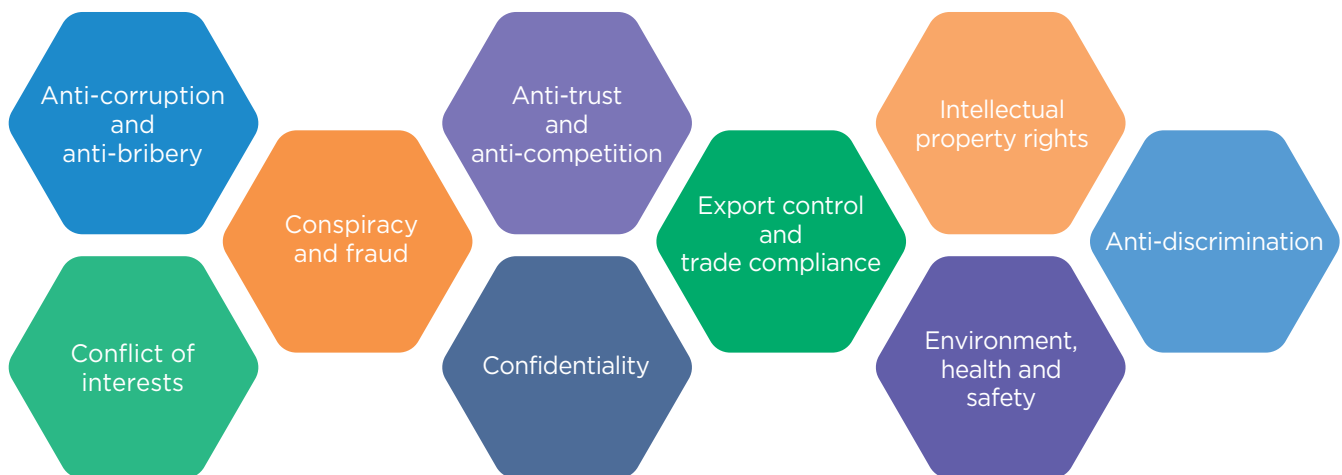 Anti-corruption
and
anti-bribery
Conflict of
interests
Conspiracy
and fraud
Anti-trust
and
anti-competition
Confidentiality
Export control
and
trade compliance
Intellectual
property rights
Environment,
health and
safety
Anti-discrimination